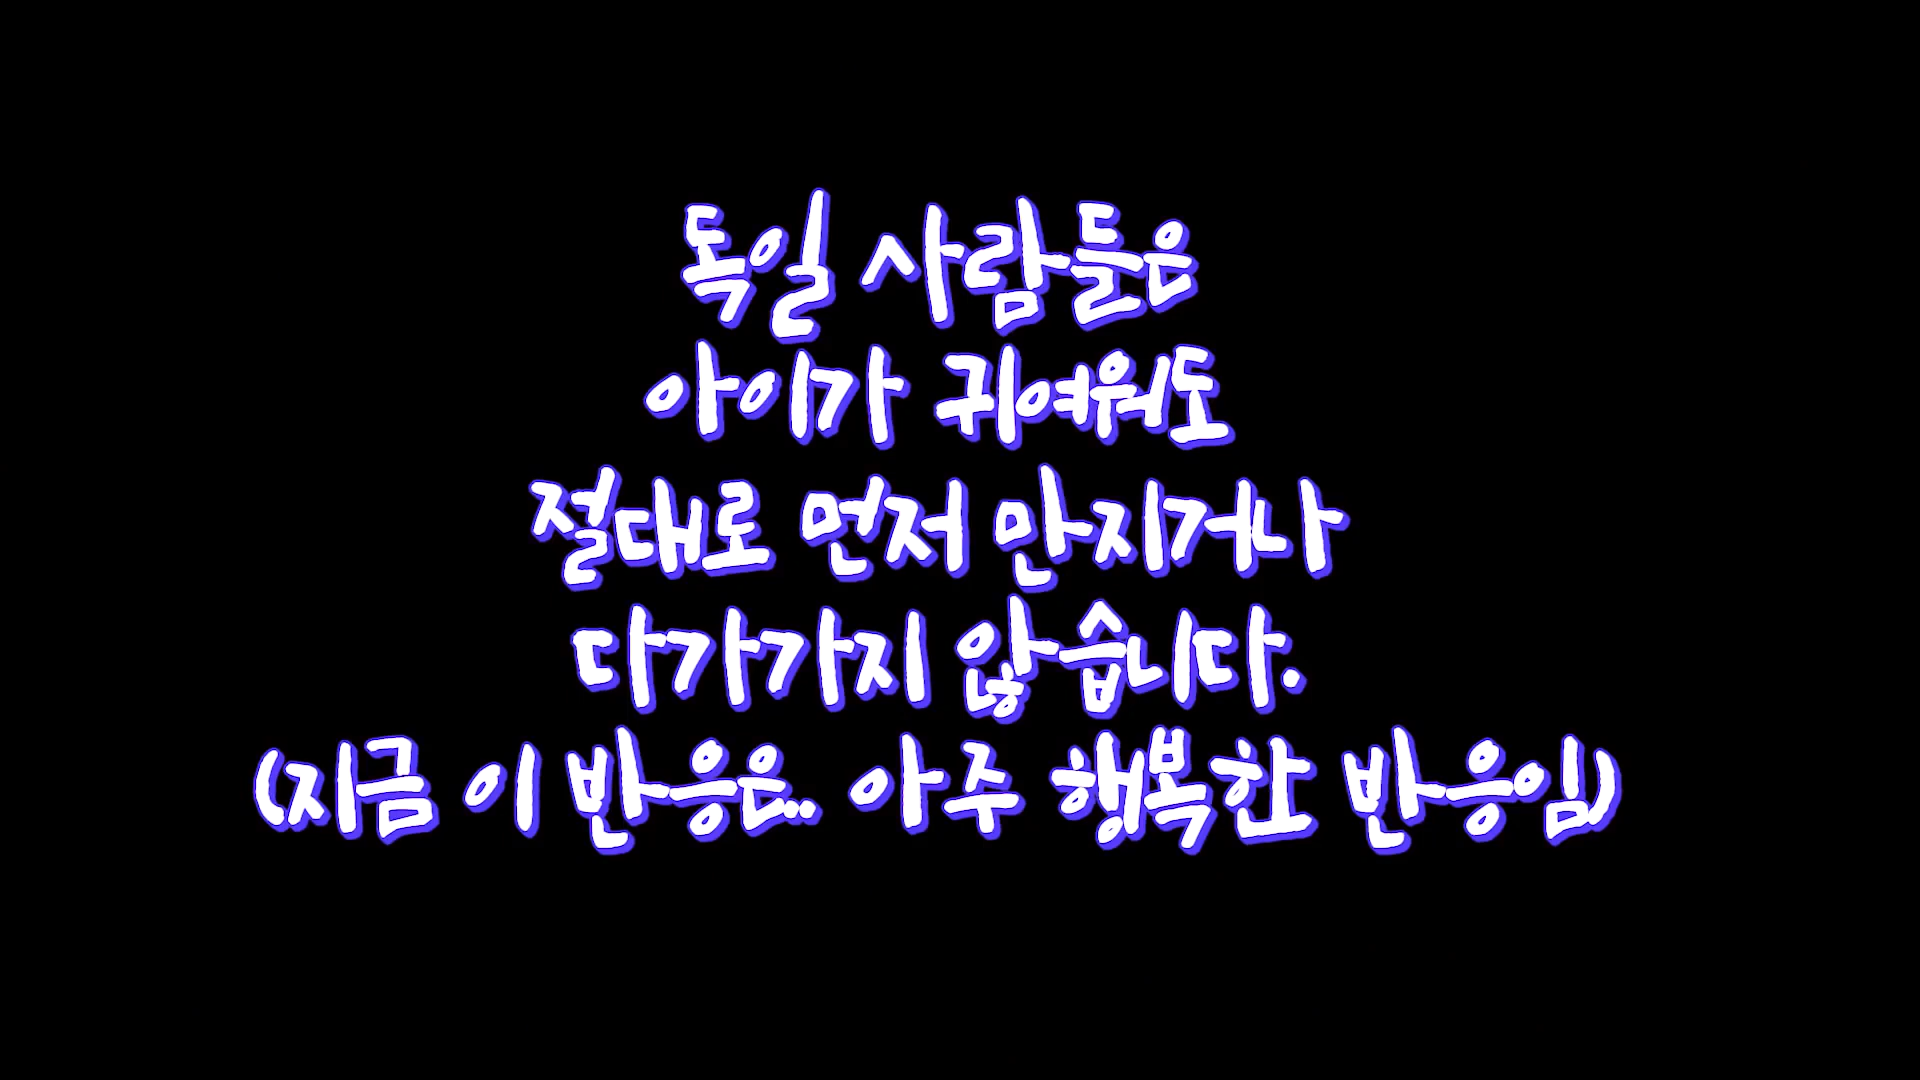 독일 사람들은
아이가 귀여워도
절대로 먼저 만지거나
다가가지 않습니다.
(지금 이 반응은.. 아주 행복한 반응임)